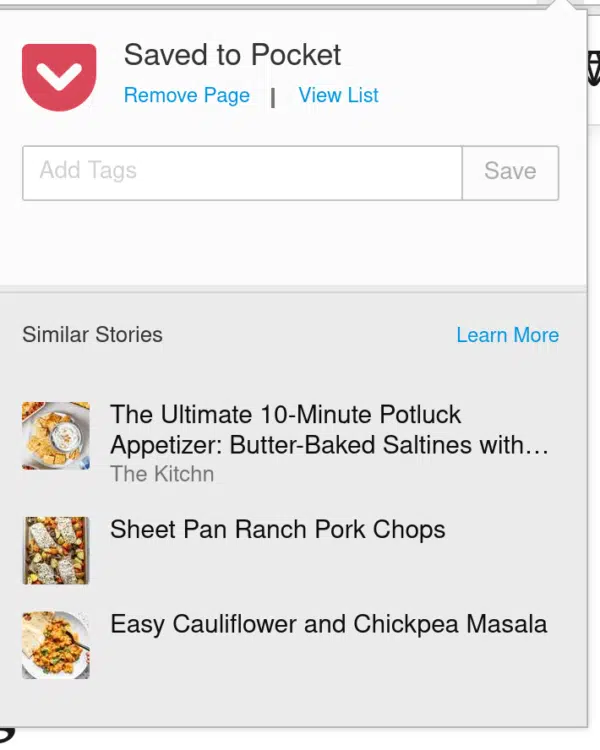 Saved to Pocket
Remove Page | View List
Add Tags
Save
Similar Stories
Learn More
The Ultimate 10-Minute Potluck
Appetizer: Butter-Baked Saltines with…
The Kitchn
Sheet Pan Ranch Pork Chops
Easy Cauliflower and Chickpea Masala